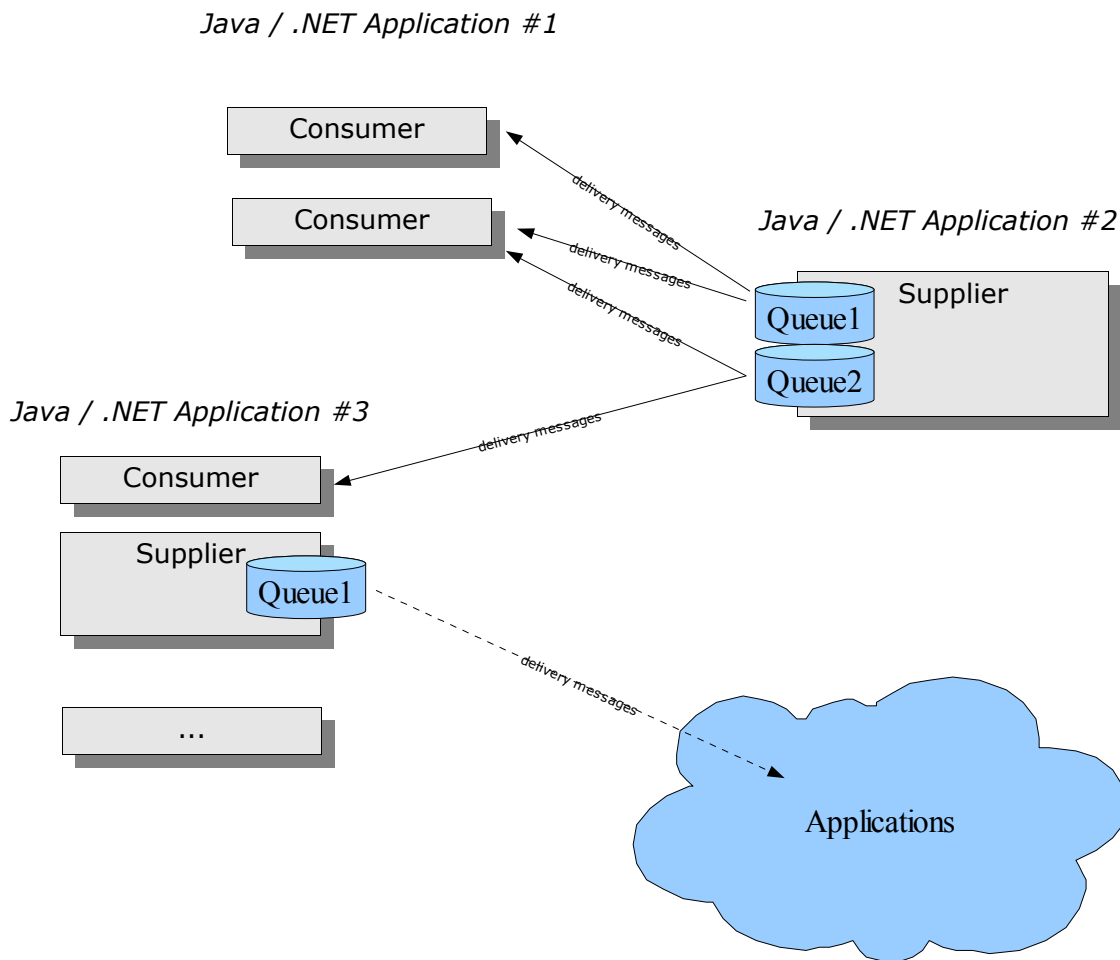 Java / .NET Application #1
Consumer
delivery messages
Consumer
Java / .NET Application #2
delivery messages
delivery messages
Supplier
Queue1
Queue2
Java / .NET Application #3
delivery messages
Consumer
Supplier
Queue1
delivery messages
...
Applications